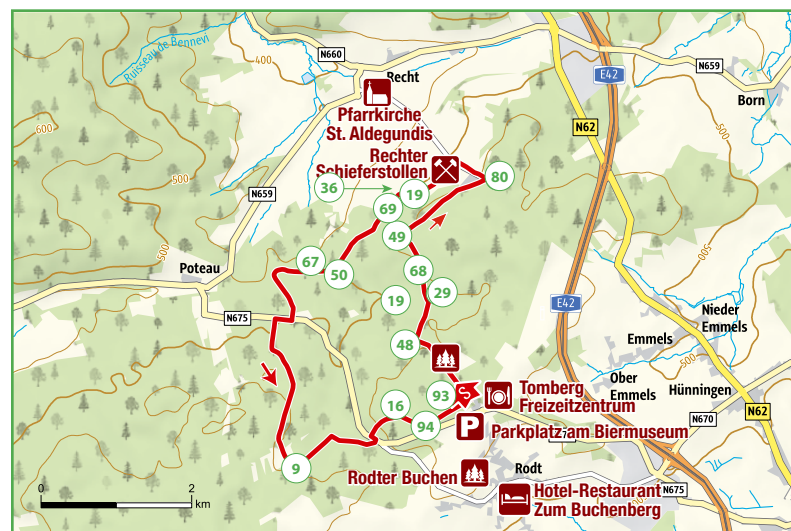 Ruisseau de Bennevi
N660
400
Recht
N659
E42
Born
Pfarrkirche
St. Aldegundis
N62
500
600
Rechter
Schieferstollen
80
500
36
19
N659
69
49
500
500
67
50
68
Poteau
29
19
E42
Nieder
Emmels
N675
Emmels
48
500
Ober
Emmels
Hünningen
S
93
Tomberg
Freizeitzentrum
16
N62
N670
94
P
Parkplatz am Biermuseum
9
Rodter Buchen
Rodt
N675
Hotel-Restaurant
Zum Buchenberg
0 2
km